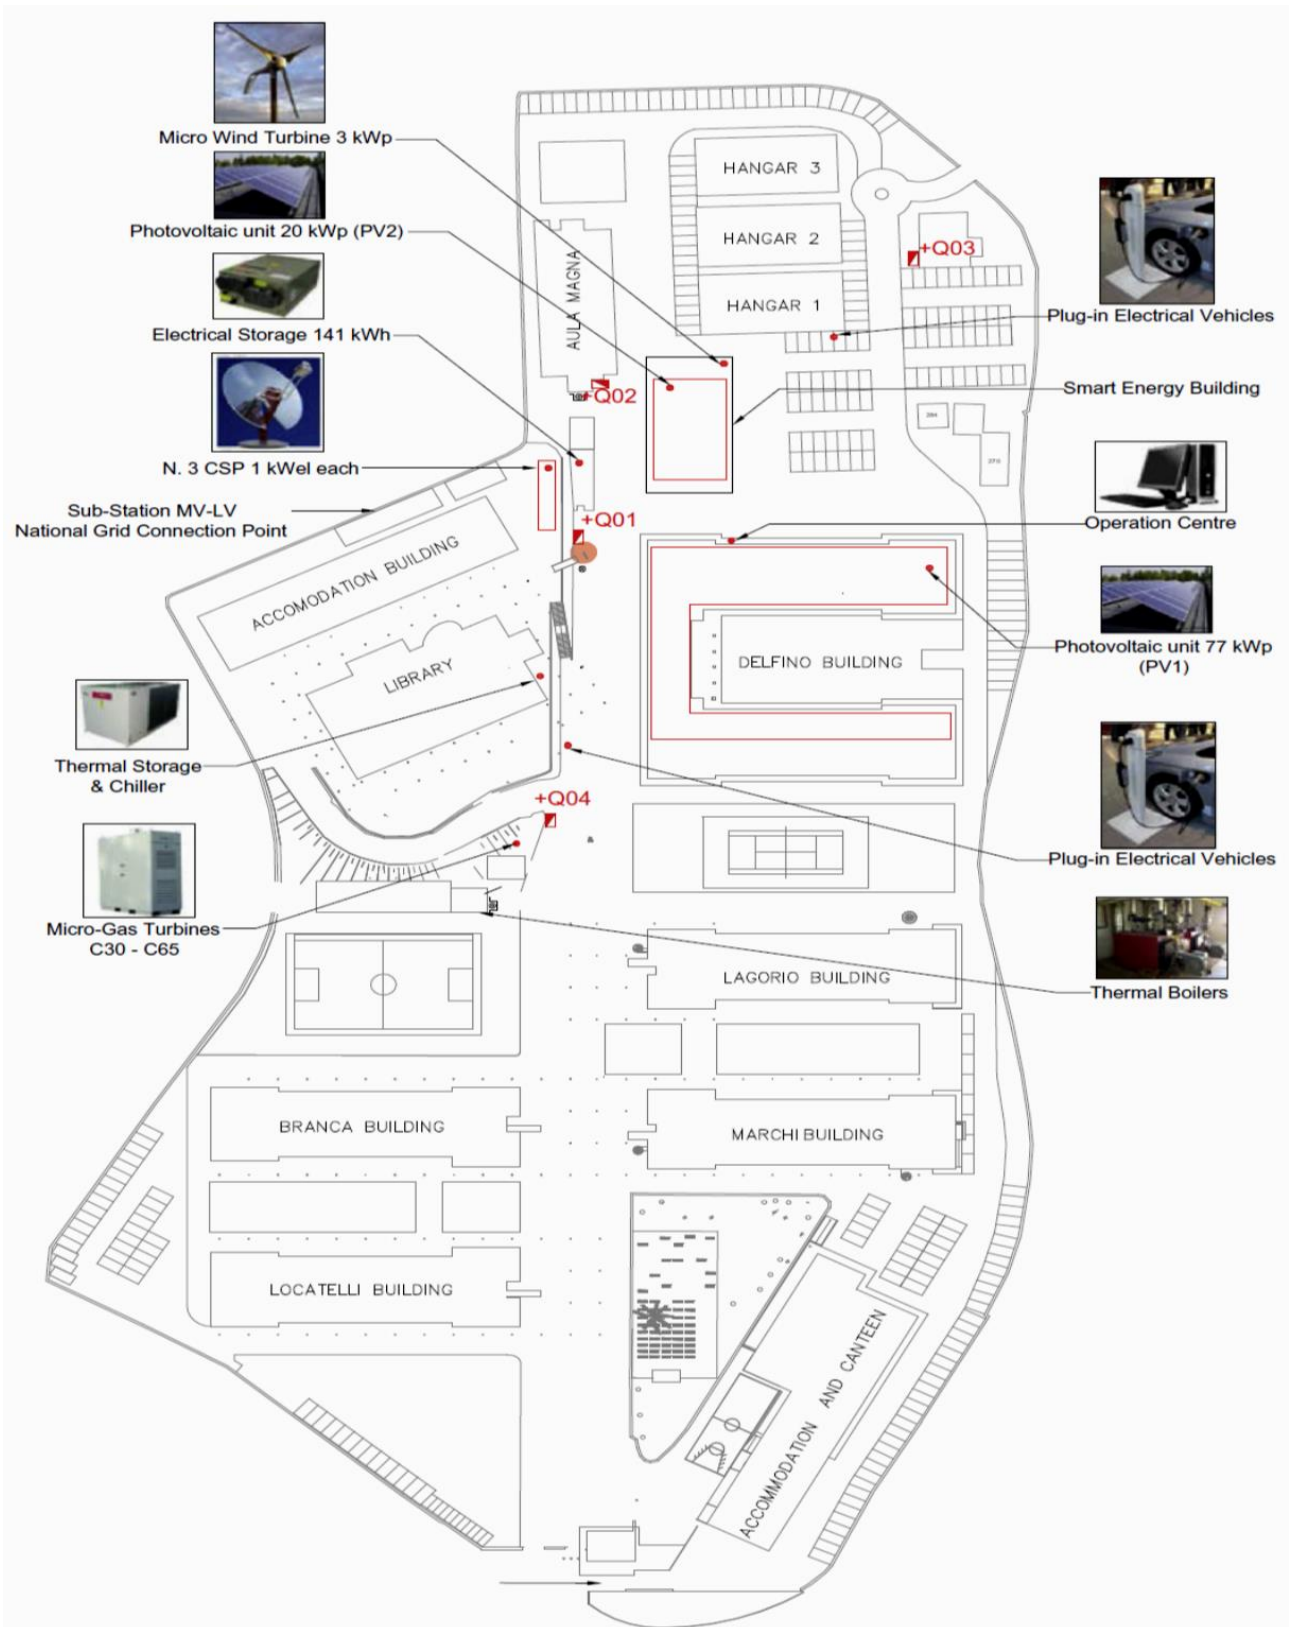 Micro Wind Turbine 3 kWp
Photovoltaic unit 20 kWp (PV2)
Electrical Storage 141 kWh
N. 3 CSP 1 kWel each
Sub-Station MV-LV
National Grid Connection Point
Thermal Storage
& Chiller
Micro-Gas Turbines
C30 - C65
HANGAR 3
HANGAR 2
HANGAR 1
AULA MAGNA
+Q03
+Q02
+Q01
+Q04
Plug-in Electrical Vehicles
Smart Energy Building
Operation Centre
Photovoltaic unit 77 kWp
(PV1)
Plug-in Electrical Vehicles
Thermal Boilers
ACCOMODATION BUILDING
LIBRARY
DELFINO BUILDING
LAGORIO BUILDING
BRANCA BUILDING
MARCHI BUILDING
LOCATELLI BUILDING
ACCOMMODATION AND CANTEEN